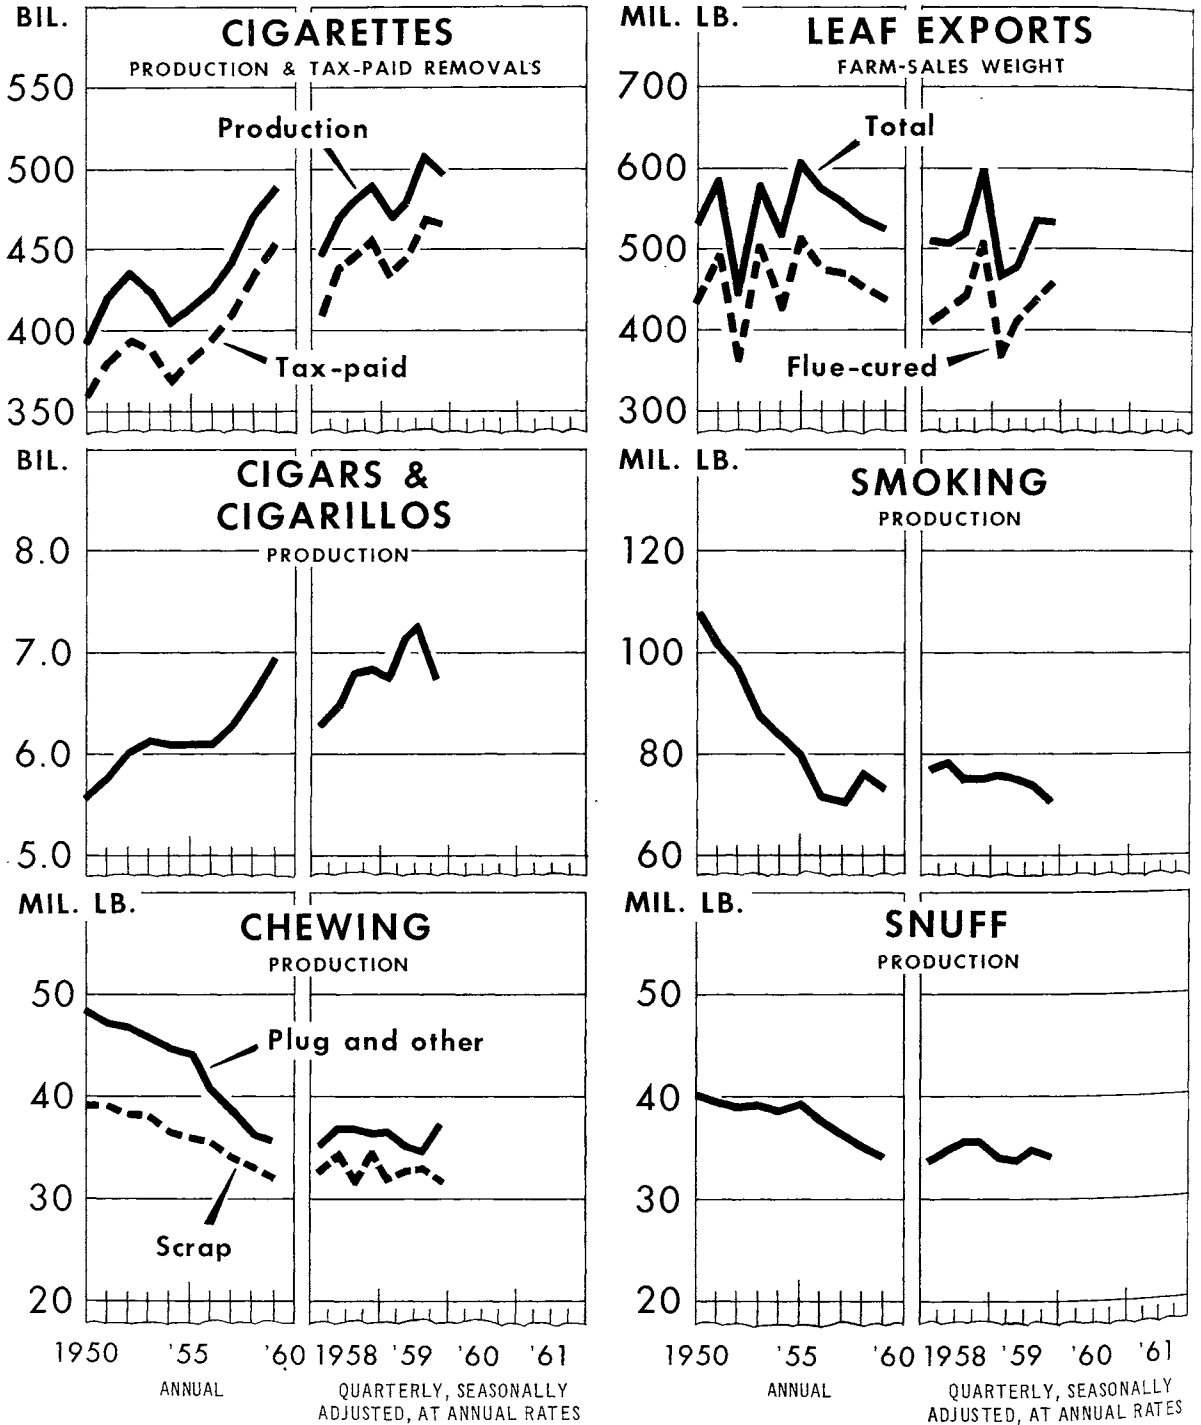 BIL.
CIGARETTES
PRODUCTION & TAX-PAID REMOVALS
550
500
450
400
350
Production
Tax-paid
MIL. LB.
LEAF EXPORTS
FARM-SALES WEIGHT
700
600
500
400
300
Total
Flue-cured
BIL.
CIGARS &
CIGARILLOS
PRODUCTION
8.0
7.0
6.0
5.0
MIL. LB.
SMOKING
PRODUCTION
120
100
80
60
MIL. LB.
CHEWING
PRODUCTION
50
40
30
20
Plug and other
Scrap
1950 '55 '60 1958 '59 '60 '61
ANNUAL
QUARTERLY, SEASONALLY
ADJUSTED, AT ANNUAL RATES
MIL. LB.
SNUFF
PRODUCTION
50
40
30
20
1950 '55 '60 1958 '59 '60 '61
ANNUAL
QUARTERLY, SEASONALLY
ADJUSTED, AT ANNUAL RATES